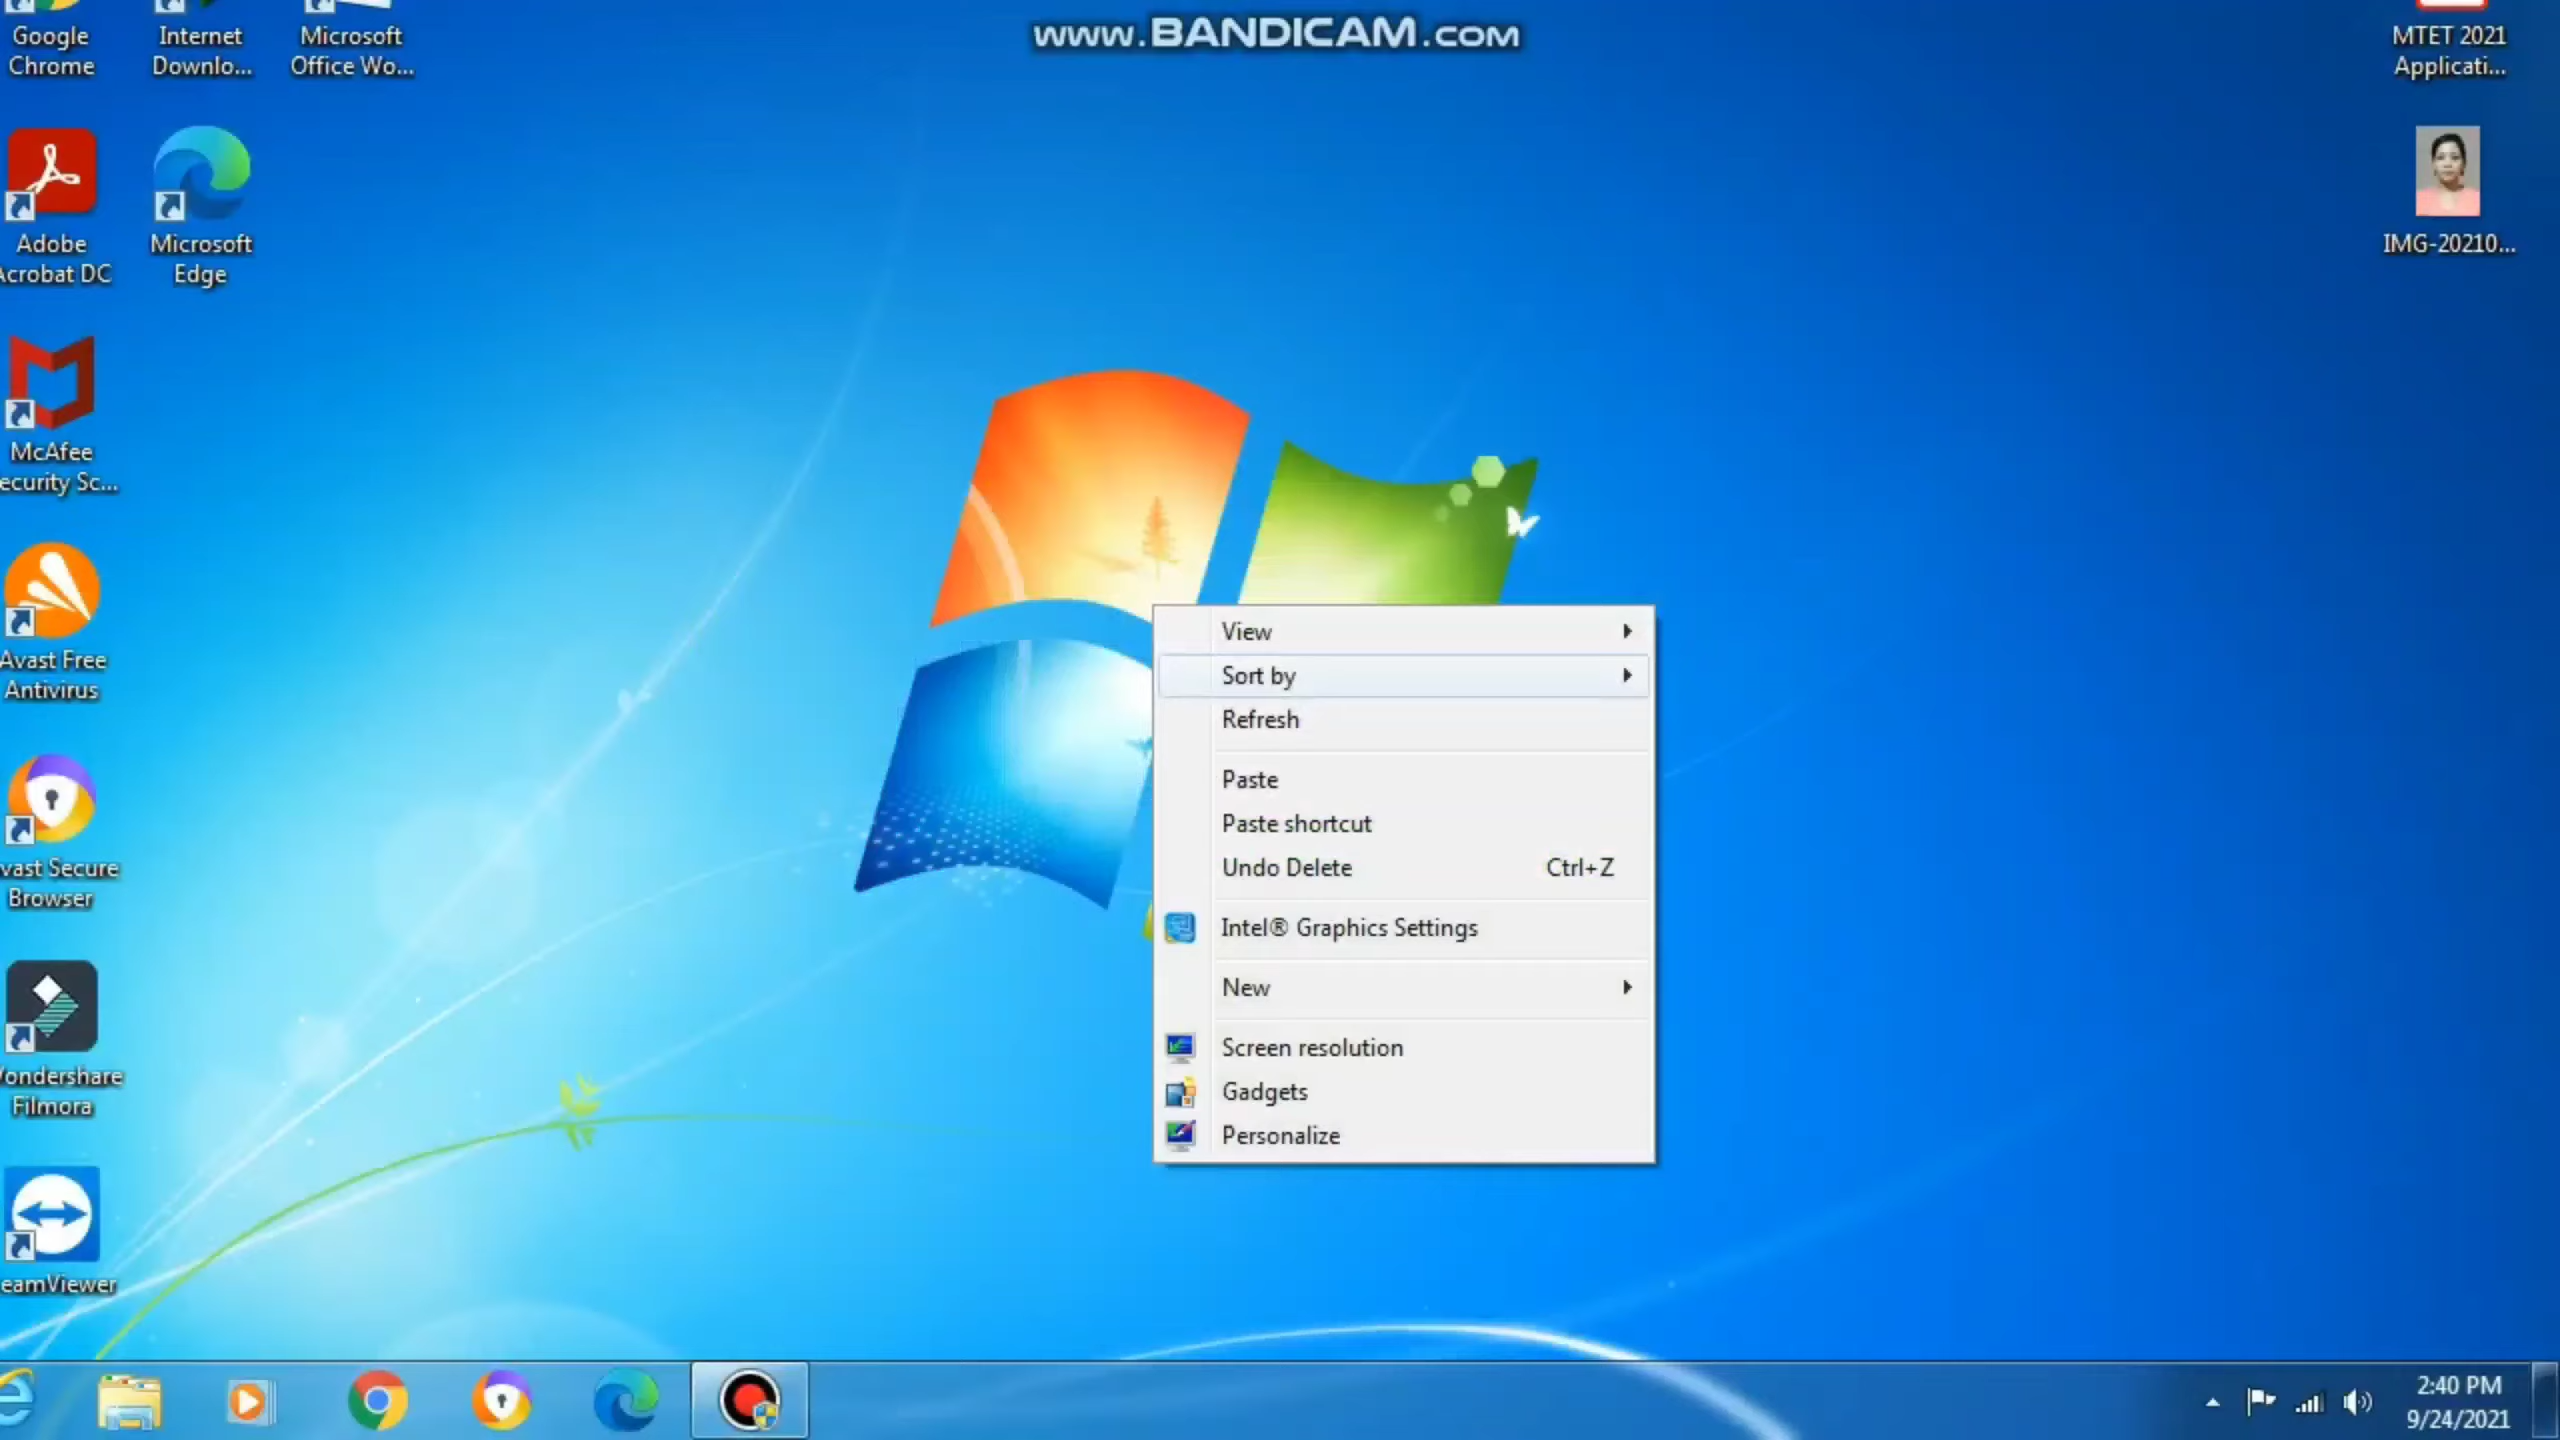 www.BANDICAM.com
Google
Chrome
Internet
Downlo...
Microsoft
Office Wo...
MTET 2021
Applicati...
Adobe
Acrobat DC
Microsoft
Edge
IMG-20210...
McAfee
ecurity Sc...
Avast Free
Antivirus
vast Secure
Browser
ondershare
Filmora
eamViewer
View
Sort by
Refresh
Paste
Paste shortcut
Undo Delete Ctrl+Z
Intel® Graphics Settings
New
Screen resolution
Gadgets
Personalize
2:40 PM
9/24/2021